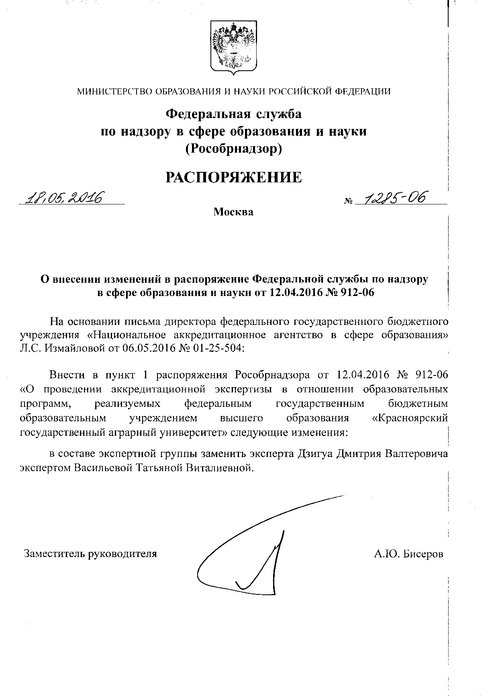 МИНИСТЕРСТВО ОБРАЗОВАНИЯ И НАУКИ РОССИЙСКОЙ ФЕДЕРАЦИИ
Федеральная служба
по надзору в сфере образования и науки
(Рособрнадзор)
РАСПОРЯЖЕНИЕ
18.05.2016 № 1285-06
Москва
О внесении изменений в распоряжение Федеральной службы по надзору
в сфере образования и науки от 12.04.2016 № 912-06
На основании письма директора федерального государственного бюджетного
учреждения «Национальное аккредитационное агентство в сфере образования»
Л.С. Измайловой от 06.05.2016 № 01-25-504:
Внести в пункт 1 распоряжения Рособрнадзора от 12.04.2016 № 912-06
«О проведении аккредитационной экспертизы в отношении образовательных
программ, реализуемых федеральным государственным бюджетным
образовательным учреждением высшего образования «Красноярский
государственный аграрный университет» следующие изменения:
в составе экспертной группы заменить эксперта Дзигуа Дмитрия Валтеровича
экспертом Васильевой Татьяной Виталиевной.
Заместитель руководителя А.Ю. Бисеров